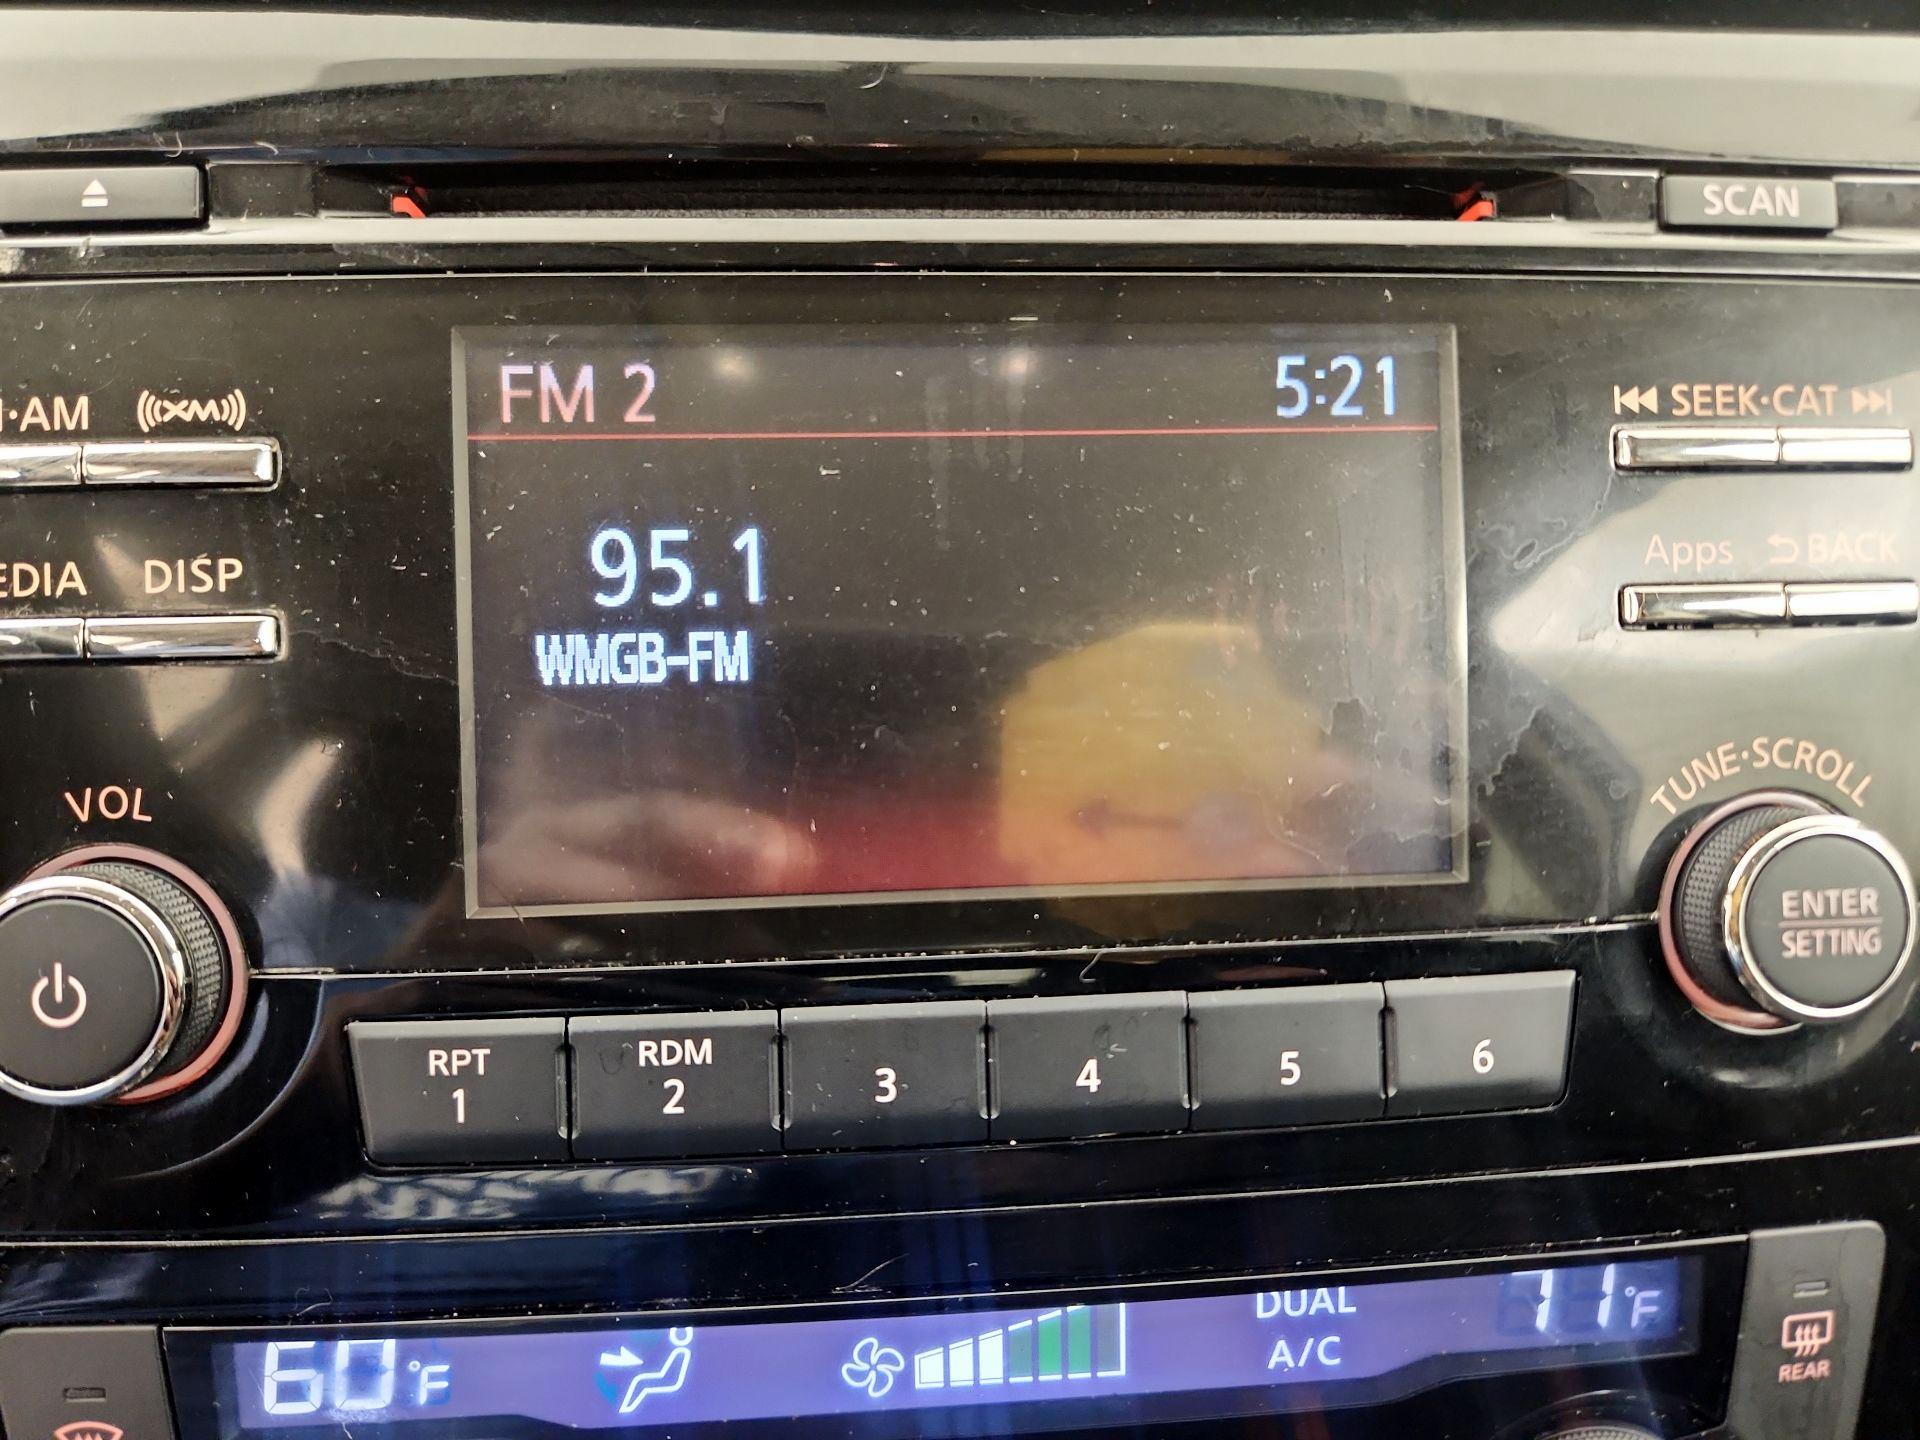 SCAN
FM 2
5:21
·AM
XM
SEEK·CAT
95.1
WMGB-FM
EDIA
DISP
Apps
BACK
VOL
TUNE·SCROLL
ENTER
SETTING
RPT
1
RDM
2
3
4
5
6
60°F
DUAL
A/C
°F
REAR